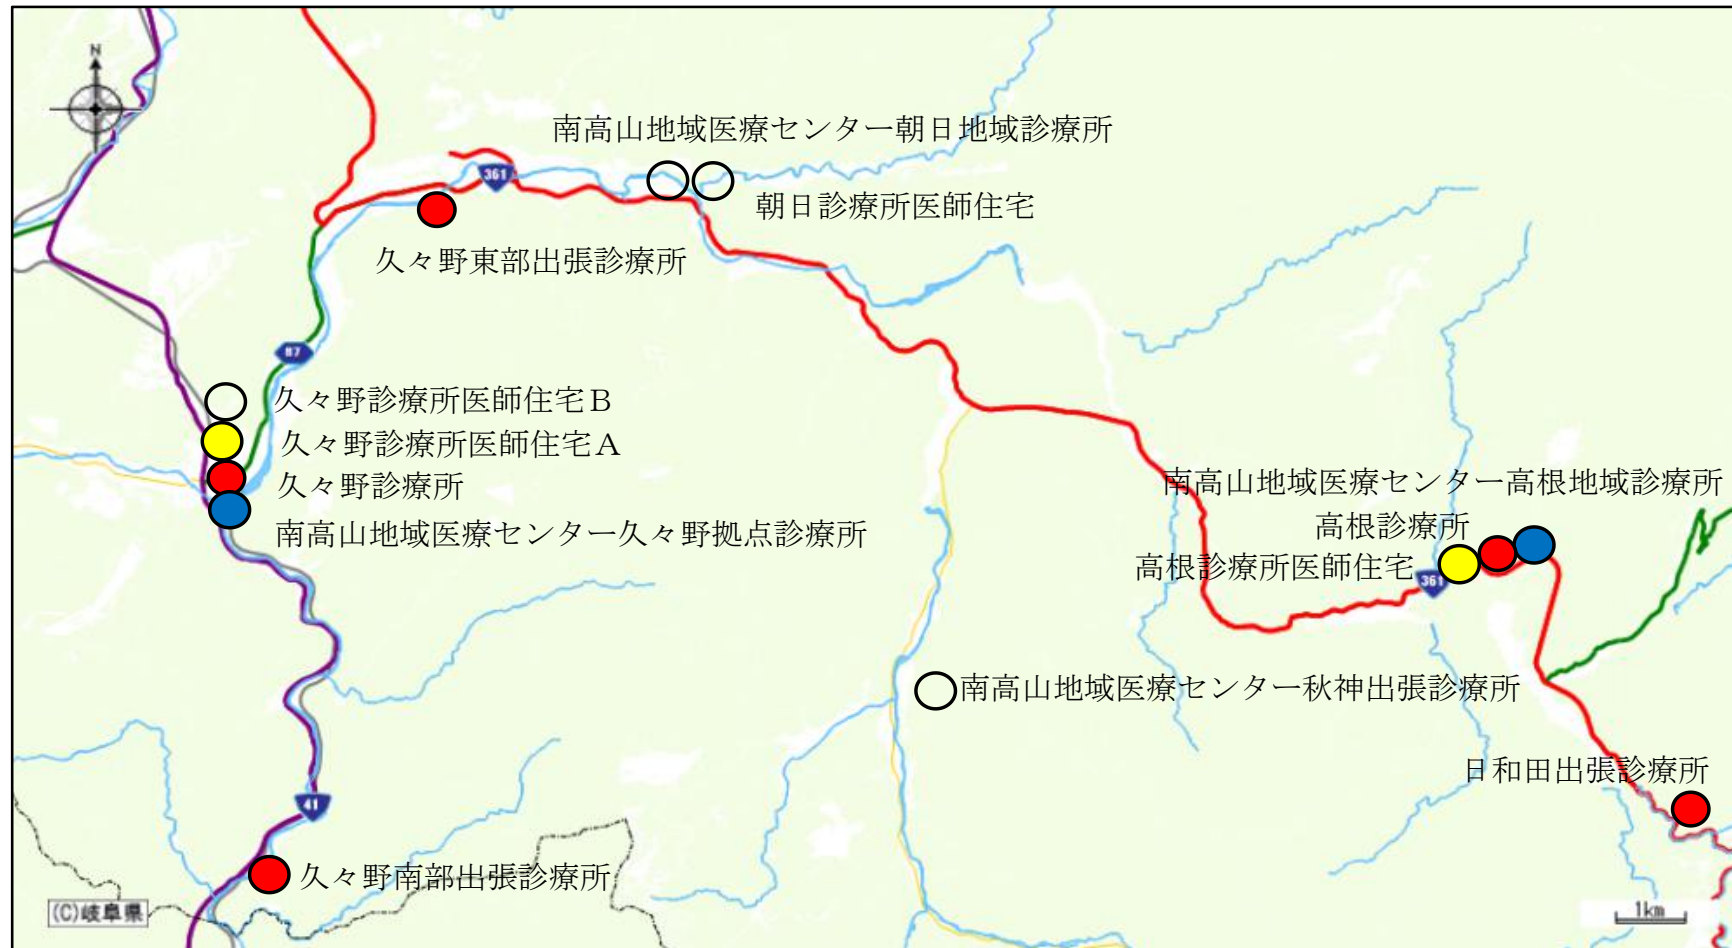 N
南高山地域医療センター朝日地域診療所
361
朝日診療所医師住宅
久々野東部出張診療所
87
久々野診療所医師住宅B
久々野診療所医師住宅A
久々野診療所
南高山地域医療センター久々野拠点診療所
南高山地域医療センター高根地域診療所
高根診療所
高根診療所医師住宅
361
南高山地域医療センター秋神出張診療所
日和田出張診療所
41
久々野南部出張診療所
(C)岐阜県
1km